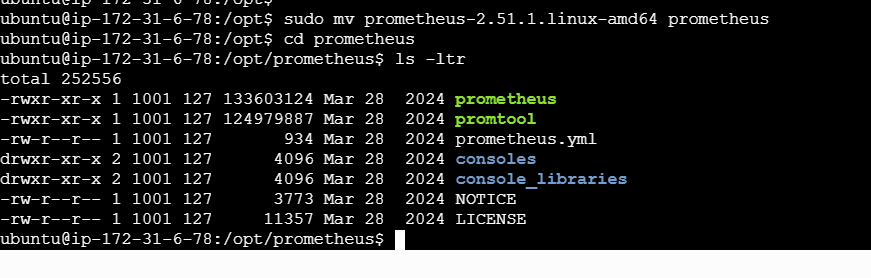 ubuntu@ip-172-31-6-78:/opt$ sudo mv prometheus-2.51.1.linux-amd64 prometheus
ubuntu@ip-172-31-6-78:/opt$ cd prometheus
ubuntu@ip-172-31-6-78:/opt/prometheus$ ls -ltr
total 252556
-rwxr-xr-x 1 1001 127 133603124 Mar 28  2024 prometheus
-rwxr-xr-x 1 1001 127 124979887 Mar 28  2024 promtool
-rw-r--r-- 1 1001 127       934 Mar 28  2024 prometheus.yml
drwxr-xr-x 2 1001 127      4096 Mar 28  2024 consoles
drwxr-xr-x 2 1001 127      4096 Mar 28  2024 console_libraries
-rw-r--r-- 1 1001 127      3773 Mar 28  2024 NOTICE
-rw-r--r-- 1 1001 127     11357 Mar 28  2024 LICENSE
ubuntu@ip-172-31-6-78:/opt/prometheus$